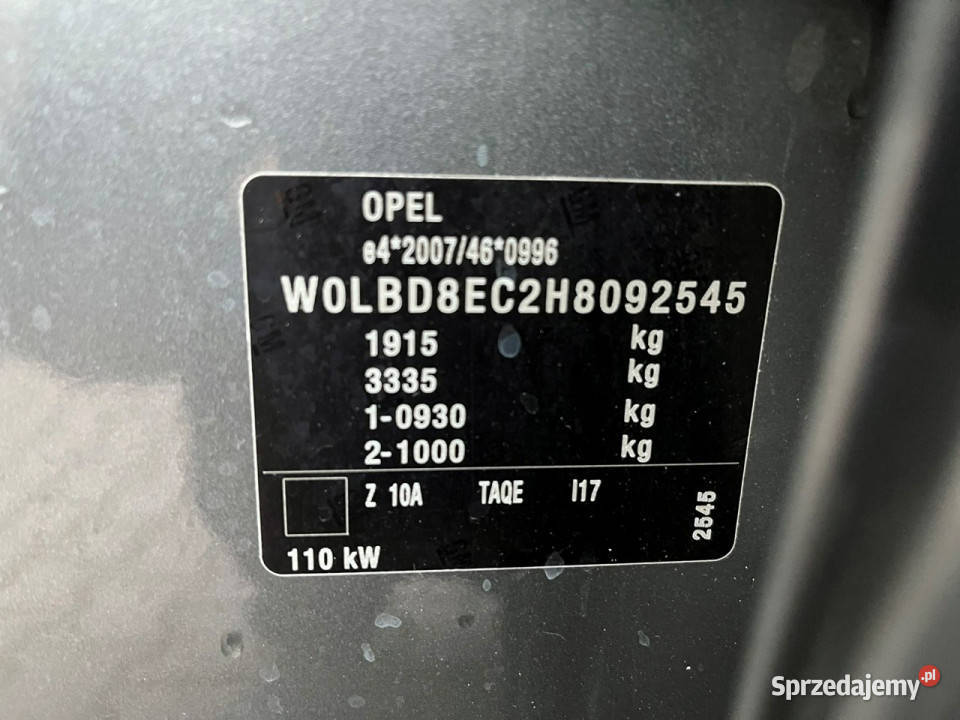 OPEL
e4*2007/46*0996
W0LBD8EC2H8092545
1915 kg
3335 kg
1-0930 kg
2-1000 kg
Z 10A TAQE I17
2545
110 kW
Sprzedajemy.pl